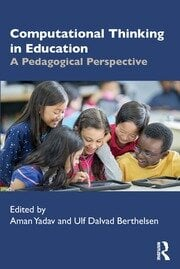 Computational Thinking
in Education
A Pedagogical Perspective
Edited by
Aman Yadav and Ulf Dalvad Berthelsen
R